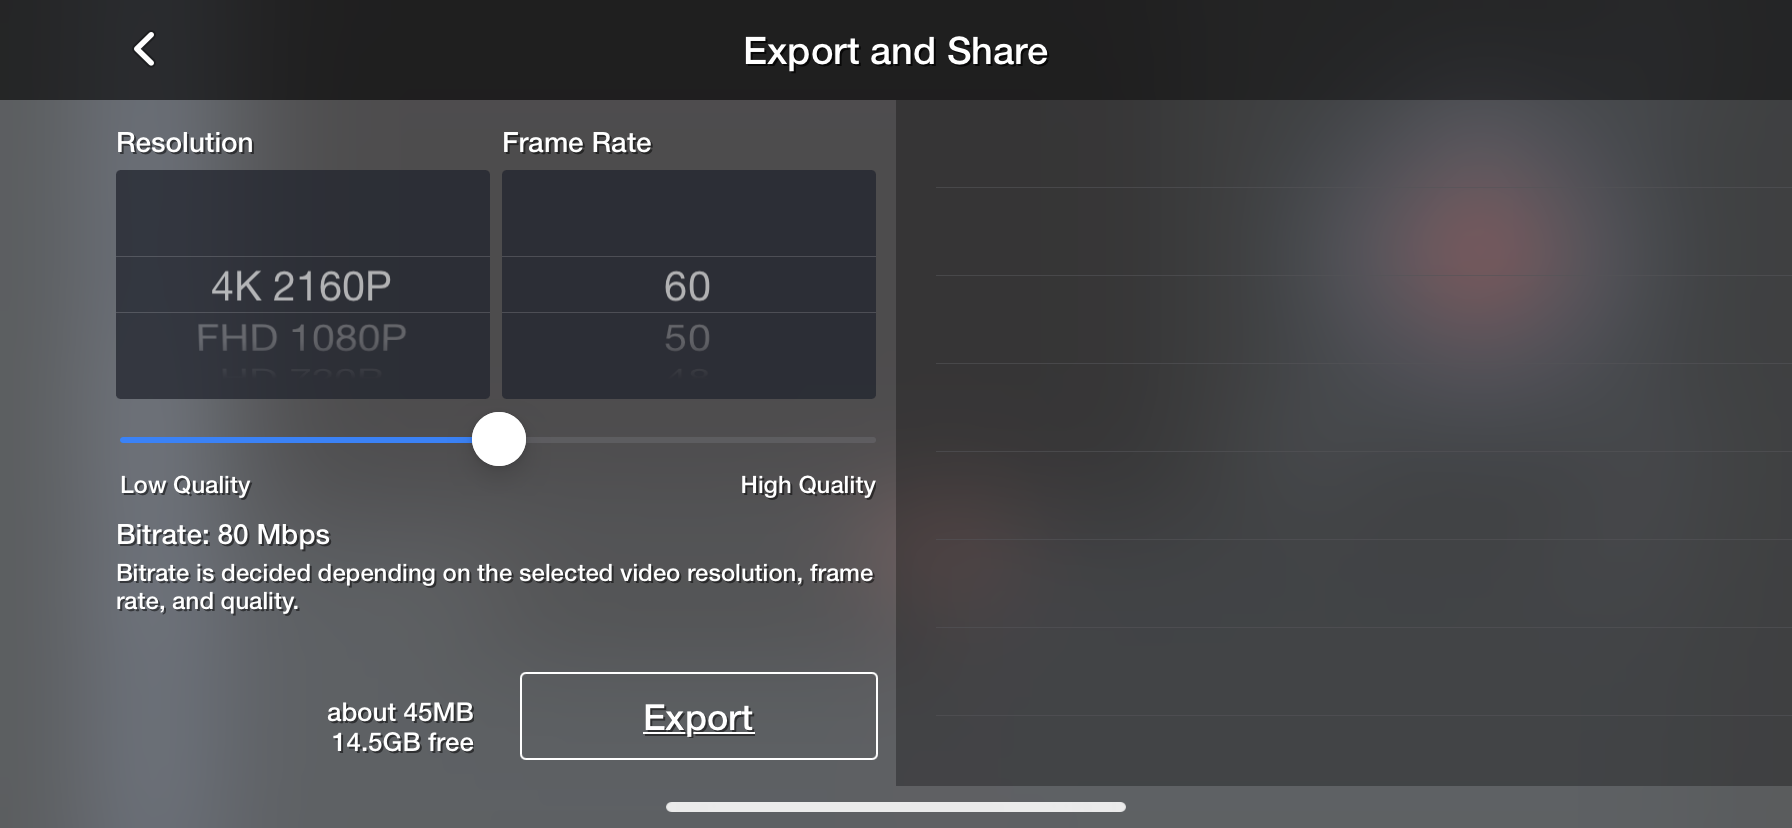 Export and Share
Resolution
Frame Rate
4K 2160P
60
FHD 1080P
50
Low Quality
High Quality
Bitrate: 80 Mbps
Bitrate is decided depending on the selected video resolution, frame
rate, and quality.
about 45MB
14.5GB free
Export